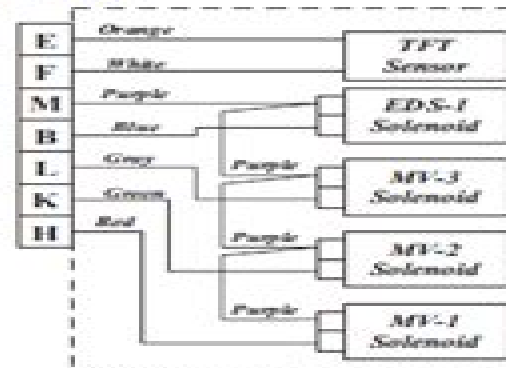 E Orange TFT
F White Sensor
M Purple EDS-1
B Blue Solenoid
L Gray Purple MV-3
K Green Solenoid
H Red Purple MV-2
Solenoid
Purple MV-1
Solenoid